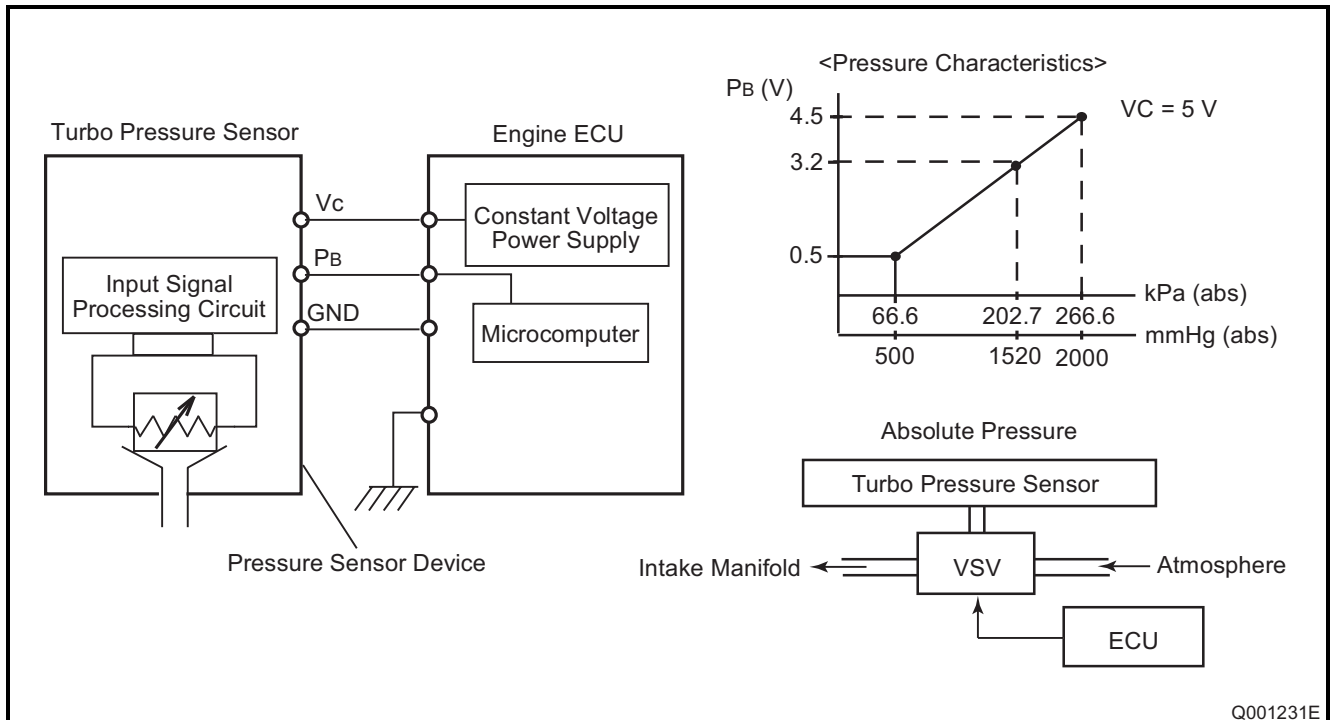 Turbo Pressure Sensor
Engine ECU
Vc
PB
GND
Input Signal
Processing Circuit
Constant Voltage
Power Supply
Microcomputer
Pressure Sensor Device
<Pressure Characteristics>
PB (V)
VC = 5 V
4.5
3.2
0.5
kPa (abs)
66.6 202.7 266.6
mmHg (abs)
500 1520 2000
Absolute Pressure
Turbo Pressure Sensor
Intake Manifold
VSV
Atmosphere
ECU
Q001231E